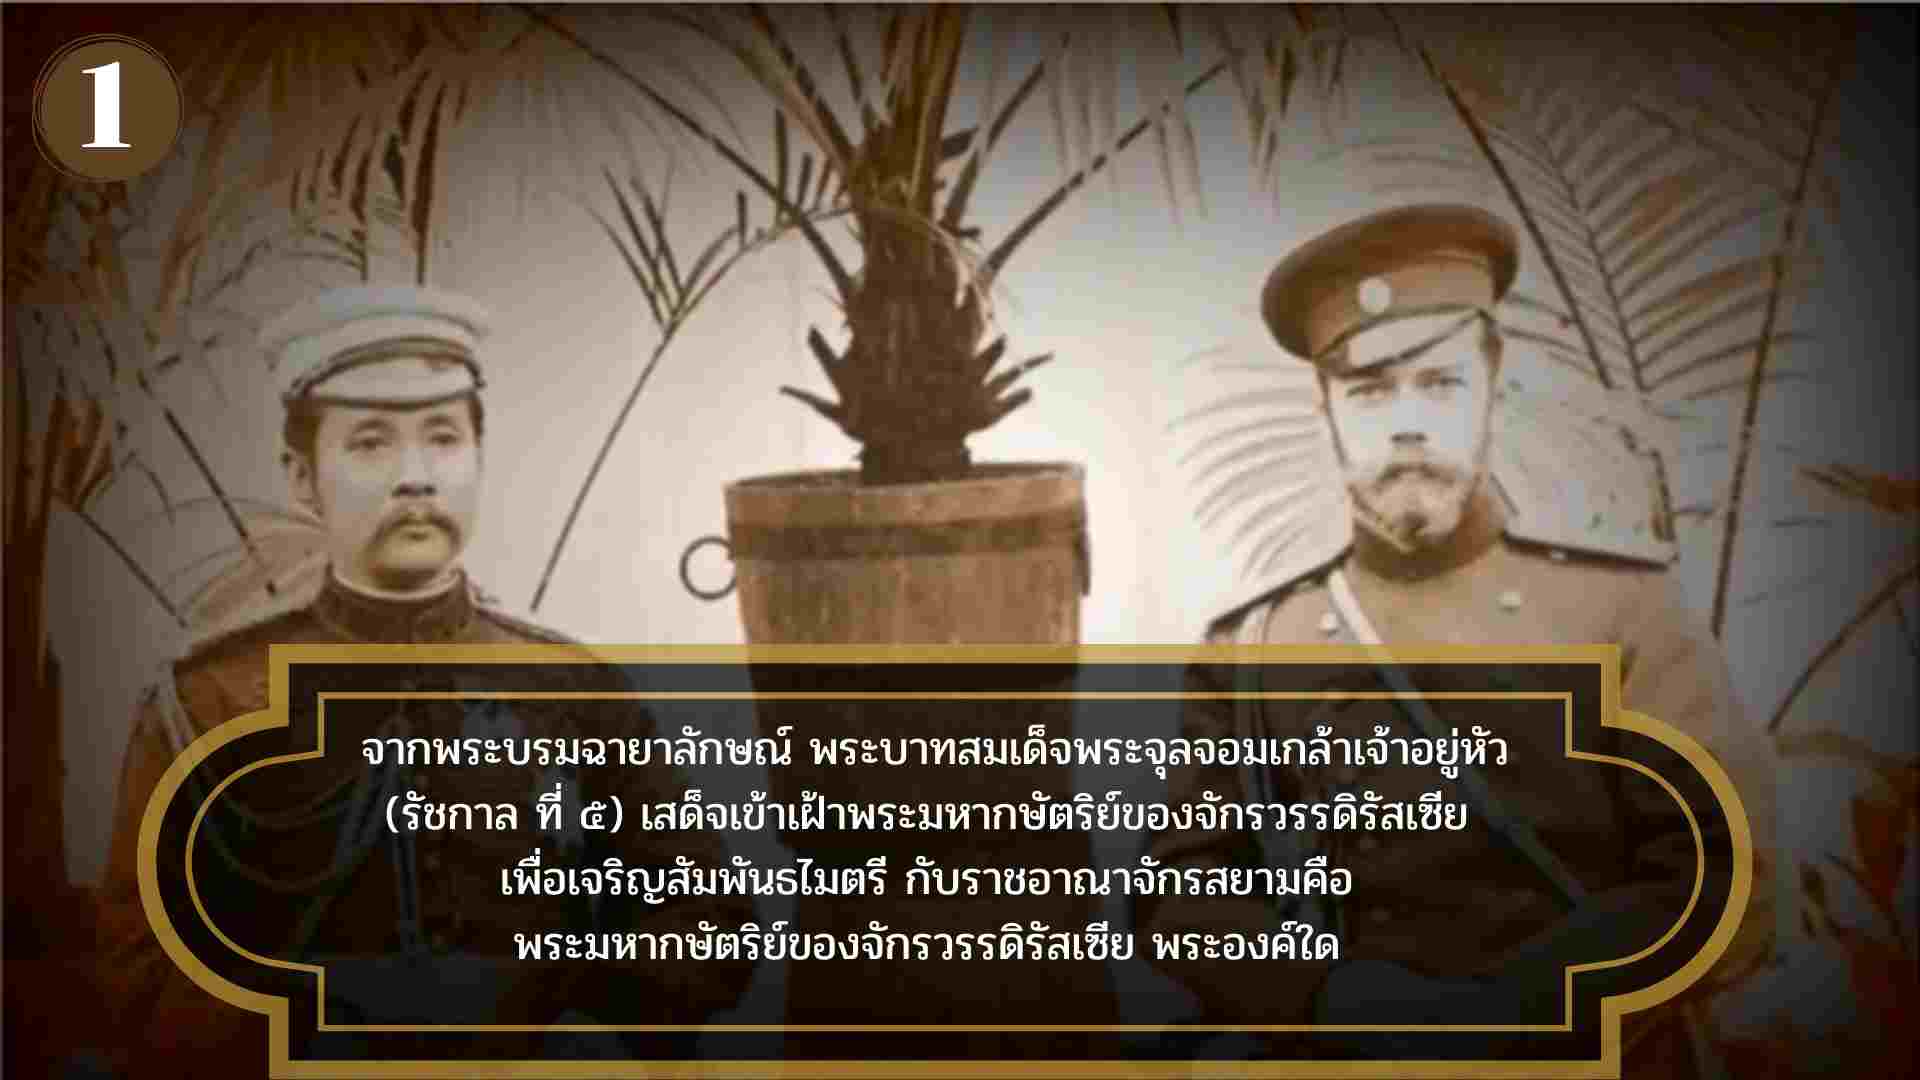 1
จากพระบรมฉายาลักษณ์ พระบาทสมเด็จพระจุลจอมเกล้าเจ้าอยู่หัว
(รัชกาล ที่ ๕) เสด็จเข้าเฝ้าพระมหากษัตริย์ของจักรวรรดิรัสเซีย
เพื่อเจริญสัมพันธไมตรี กับราชอาณาจักรสยามคือ
พระมหากษัตริย์ของจักรวรรดิรัสเซีย พระองค์ใด